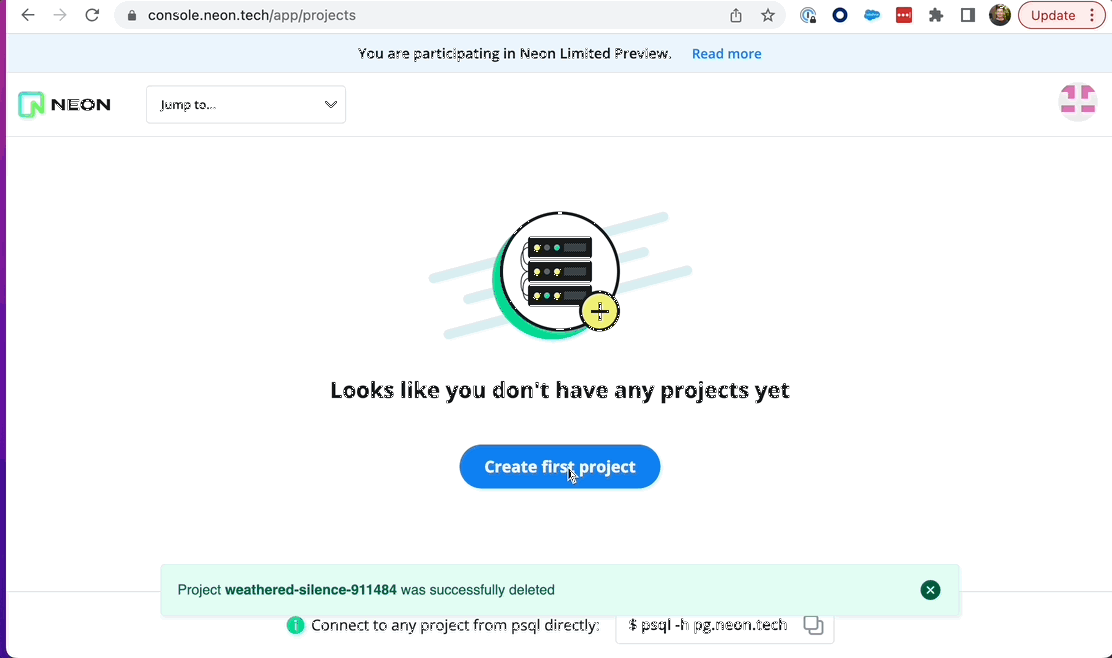 console.neon.tech/app/projects
Update
You are participating in Neon Limited Preview. Read more
NEON
Jump to...
Looks like you don't have any projects yet
Create first project
Project weathered-silence-911484 was successfully deleted
Connect to any project from psql directly: $ psql -h pg.neon.tech